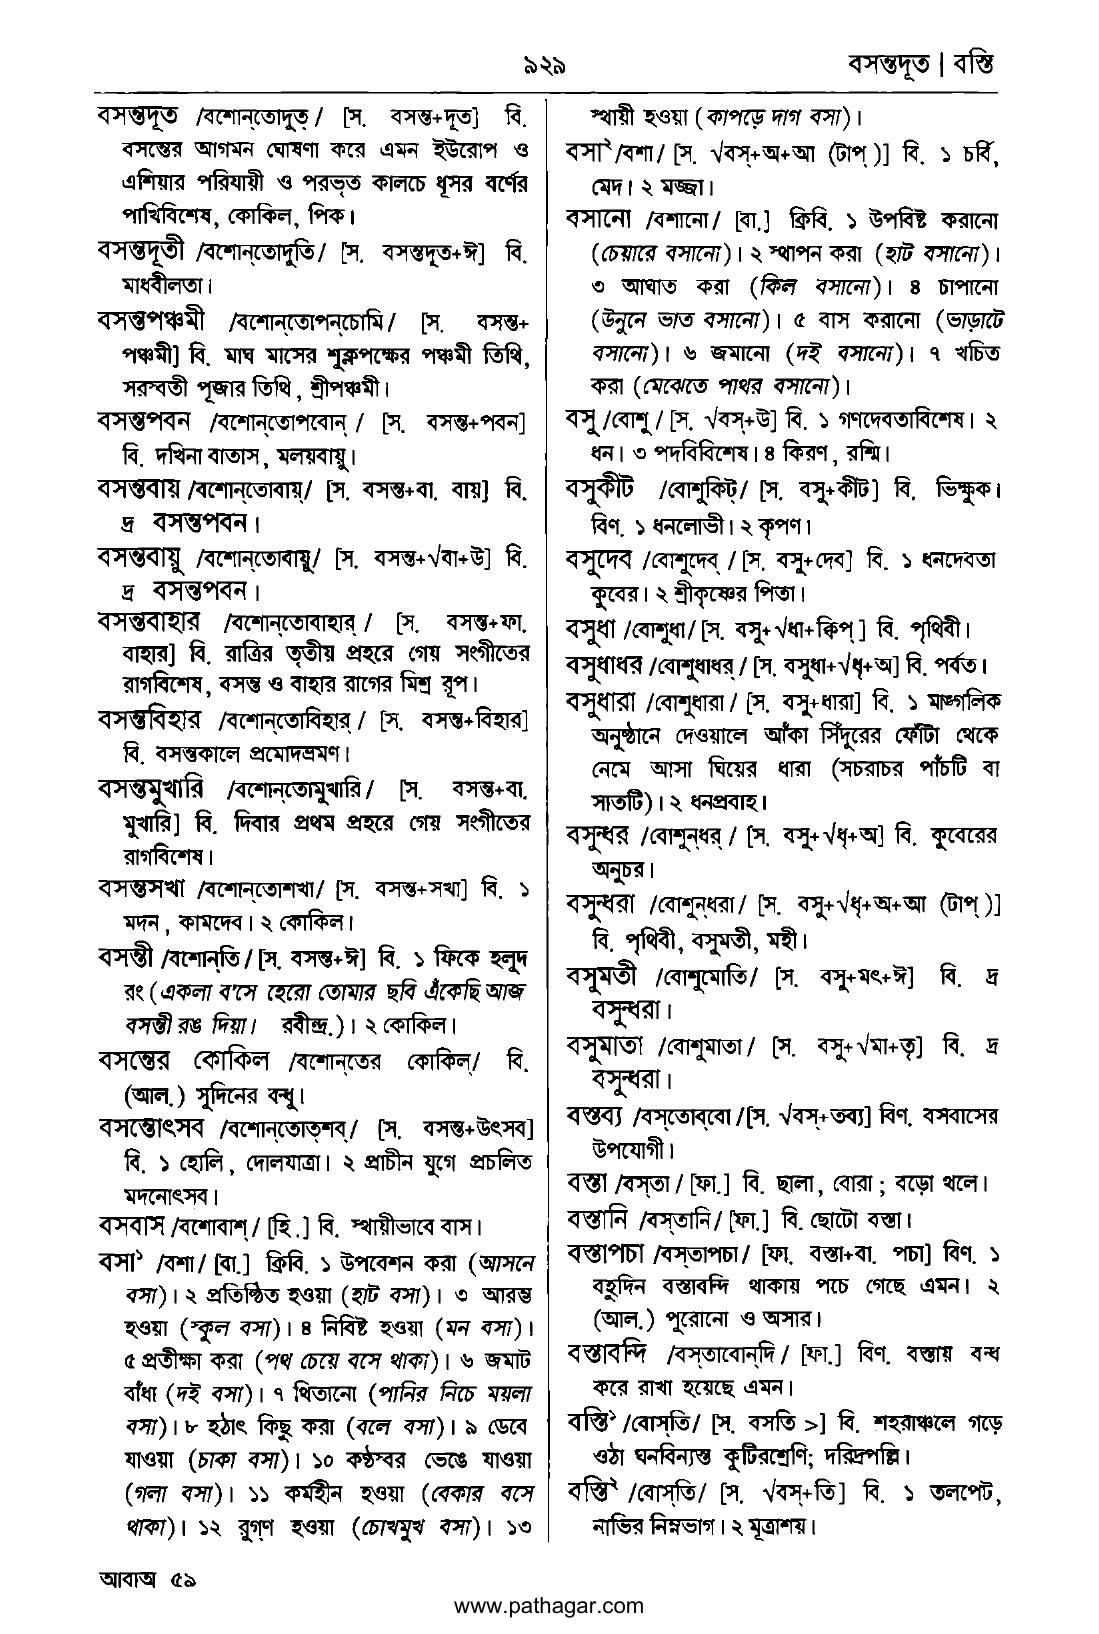 ৯২৯
বসন্তদূত | বস্তি
বসন্তদূত /বশোন্‌তোদুত্‌/ [স. বসন্ত+দূত] বি.
বসন্তের আগমন ঘোষণা করে এমন ইউরোপ ও
এশিয়ার পরিযায়ী ও পরভৃত কালচে ধূসর বর্ণের
পাখিবিশেষ, কোকিল, পিক।
বসন্তদূতী /বশোন্‌তোদুতি/ [স. বসন্তদূত+ঈ] বি.
মাধবীলতা।
বসন্তপঞ্চমী /বশোন্‌তোপন্‌চোমি/ [স. বসন্ত+
পঞ্চমী] বি. মাঘ মাসের শুক্লপক্ষের পঞ্চমী তিথি,
সরস্বতী পূজার তিথি, শ্রীপঞ্চমী।
বসন্তপবন /বশোন্‌তোপবোন্‌/ [স. বসন্ত+পবন]
বি. দখিনা বাতাস, মলয়বায়ু।
বসন্তবায় /বশোন্‌তোবায়্‌/ [স. বসন্ত+বা. বায়] বি.
দ্র বসন্তপবন।
বসন্তবায়ু /বশোন্‌তোবায়ু/ [স. বসন্ত+√বা+উ] বি.
দ্র বসন্তপবন।
বসন্তবাহার /বশোন্‌তোবাহার্‌/ [স. বসন্ত+ফা.
বাহার] বি. রাত্রির তৃতীয় প্রহরে গেয় সংগীতের
রাগবিশেষ, বসন্ত ও বাহার রাগের মিশ্র রূপ।
বসন্তবিহার /বশোন্‌তোবিহার্‌/ [স. বসন্ত+বিহার]
বি. বসন্তকালে প্রমোদভ্রমণ।
বসন্তমুখারি /বশোন্‌তোমুখারি/ [স. বসন্ত+বা.
মুখারি] বি. দিবার প্রথম প্রহরে গেয় সংগীতের
রাগবিশেষ।
বসন্তসখা /বশোন্‌তোশখা/ [স. বসন্ত+সখা] বি. ১
মদন, কামদেব। ২ কোকিল।
বসন্তী /বশোন্‌তি/ [স. বসন্ত+ঈ] বি. ১ ফিকে হলুদ
রং (একলা ব'সে হেরো তোমার ছবি এঁকেছি আজ
বসন্তী রঙ দিয়া। রবীন্দ্র.)। ২ কোকিল।
বসন্তের কোকিল /বশোন্‌তের কোকিল্‌/ বি.
(আল.) সুদিনের বন্ধু।
বসন্তোৎসব /বশোন্‌তোত্‌শব্‌/ [স. বসন্ত+উৎসব]
বি. ১ হোলি, দোলযাত্রা। ২ প্রাচীন যুগে প্রচলিত
মদনোৎসব।
বসবাস /বশোবাশ্‌/ [হি.] বি. স্থায়ীভাবে বাস।
বসা¹ /বশা/ [বা.] ক্রিবি. ১ উপবেশন করা (আসনে
বসা)। ২ প্রতিষ্ঠিত হওয়া (হাট বসা)। ৩ আরম্ভ
হওয়া (স্কুল বসা)। ৪ নিবিষ্ট হওয়া (মন বসা)।
৫ প্রতীক্ষা করা (পথ চেয়ে বসে থাকা)। ৬ জমাট
বাঁধা (দই বসা)। ৭ থিতানো (পানির নিচে ময়লা
বসা)। ৮ হঠাৎ কিছু করা (বলে বসা)। ৯ ডেবে
যাওয়া (চাকা বসা)। ১০ কণ্ঠস্বর ভেঙে যাওয়া
(গলা বসা)। ১১ কর্মহীন হওয়া (বেকার বসে
থাকা)। ১২ রুগ্‌ণ হওয়া (চোখমুখ বসা)। ১৩
স্থায়ী হওয়া (কাপড়ে দাগ বসা)।
বসা² /বশা/ [স. √বস্‌+অ+আ (টাপ্‌)] বি. ১ চর্বি,
মেদ। ২ মজ্জা।
বসানো /বশানো/ [বা.] ক্রিবি. ১ উপবিষ্ট করানো
(চেয়ারে বসানো)। ২ স্থাপন করা (হাট বসানো)।
৩ আঘাত করা (কিল বসানো)। ৪ চাপানো
(উনুনে ভাত বসানো)। ৫ বাস করানো (ভাড়াটে
বসানো)। ৬ জমানো (দই বসানো)। ৭ খচিত
করা (মেঝেতে পাথর বসানো)।
বসু /বোশু/ [স. √বস্‌+উ] বি. ১ গণদেবতাবিশেষ। ২
ধন। ৩ পদবিবিশেষ। ৪ কিরণ, রশ্মি।
বসুকীট /বোশুকিট্‌/ [স. বসু+কীট] বি. ভিক্ষুক।
বিণ. ১ ধনলোভী। ২ কৃপণ।
বসুদেব /বোশুদেব্‌/ [স. বসু+দেব] বি. ১ ধনদেবতা
কুবের। ২ শ্রীকৃষ্ণের পিতা।
বসুধা /বোশুধা/ [স. বসু+√ধা+ক্বিপ্‌] বি. পৃথিবী।
বসুধাধর /বোশুধাধর্‌/ [স. বসুধা+√ধৃ+অ] বি. পর্বত।
বসুধারা /বোশুধারা/ [স. বসু+ধারা] বি. ১ মাঙ্গলিক
অনুষ্ঠানে দেওয়ালে আঁকা সিঁদুরের ফোঁটা থেকে
নেমে আসা ঘিয়ের ধারা (সচরাচর পাঁচটি বা
সাতটি)। ২ ধনপ্রবাহ।
বসুন্ধর /বোশুন্‌ধর্‌/ [স. বসু+√ধৃ+অ] বি. কুবেরের
অনুচর।
বসুন্ধরা /বোশুন্‌ধরা/ [স. বসু+√ধৃ+অ+আ (টাপ্‌)]
বি. পৃথিবী, বসুমতী, মহী।
বসুমতী /বোশুমোতি/ [স. বসু+মৎ+ঈ] বি. দ্র
বসুন্ধরা।
বসুমাতা /বোশুমাতা/ [স. বসু+√মা+তৃ] বি. দ্র
বসুন্ধরা।
বস্তব্য /বস্‌তোব্‌বো/ [স. √বস্‌+তব্য] বিণ. বসবাসের
উপযোগী।
বস্তা /বস্‌তা/ [ফা.] বি. ছালা, বোরা; বড়ো থলে।
বস্তানি /বস্‌তানি/ [ফা.] বি. ছোটো বস্তা।
বস্তাপচা /বস্‌তাপচা/ [ফা. বস্তা+বা. পচা] বিণ. ১
বহুদিন বস্তাবন্দি থাকায় পচে গেছে এমন। ২
(আল.) পুরোনো ও অসার।
বস্তাবন্দি /বস্‌তাবোন্‌দি/ [ফা.] বিণ. বস্তায় বন্ধ
করে রাখা হয়েছে এমন।
বস্তি¹ /বোস্‌তি/ [স. বসতি >] বি. শহরাঞ্চলে গড়ে
ওঠা ঘনবিন্যস্ত কুটিরশ্রেণি; দরিদ্রপল্লি।
বস্তি² /বোস্‌তি/ [স. √বস্‌+তি] বি. ১ তলপেট,
নাভির নিম্নভাগ। ২ মূত্রাশয়।
আবাঅ ৫৯
www.pathagar.com